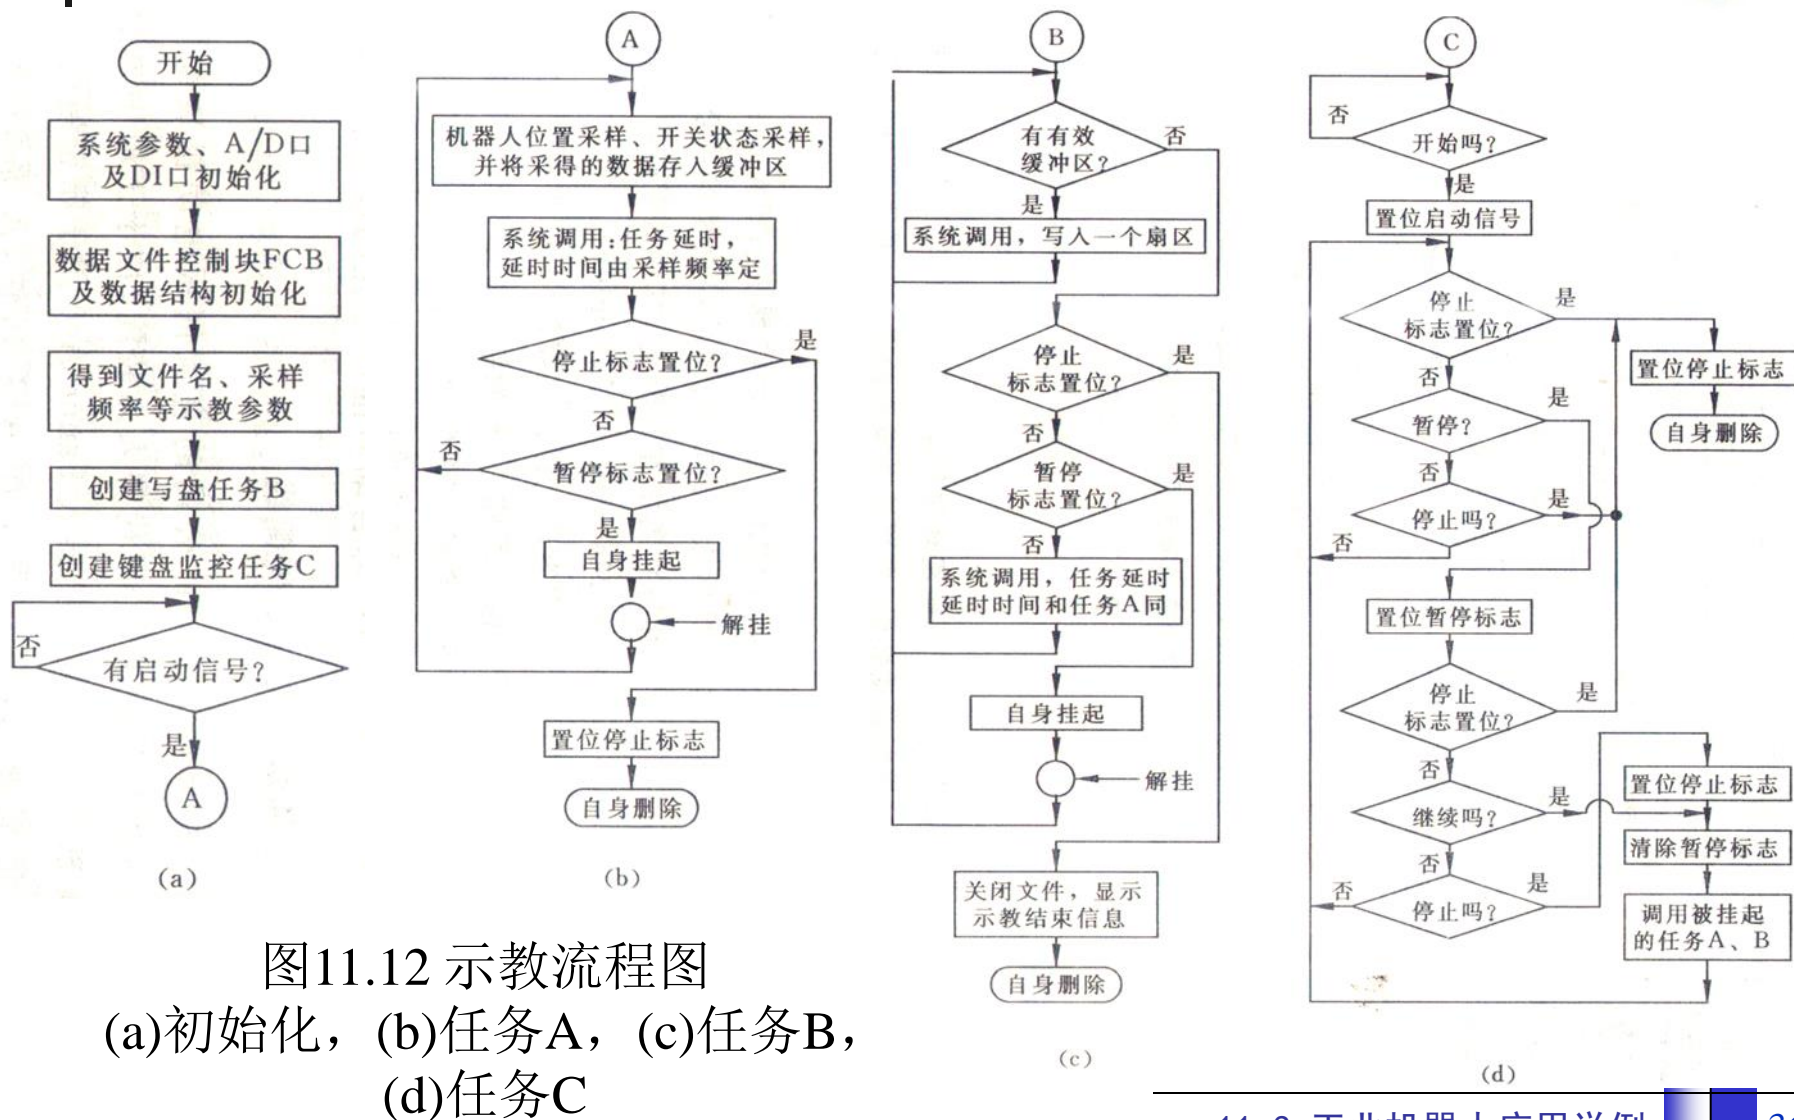 开始
系统参数、A/D口
及DI口初始化
数据文件控制块FCB
及数据结构初始化
得到文件名、采样
频率等示教参数
创建写盘任务B
创建键盘监控任务C
否
有启动信号?
是
A
(a)
A
机器人位置采样、开关状态采样，
并将采得的数据存入缓冲区
系统调用:任务延时，
延时时间由采样频率定
停止标志置位?
是
否
否
暂停标志置位?
是
自身挂起
解挂
置位停止标志
自身删除
(b)
B
有有效
缓冲区?
否
是
系统调用，写入一个扇区
停止
标志置位?
是
否
暂停
标志置位?
是
否
系统调用，任务延时
延时时间和任务A同
自身挂起
解挂
关闭文件，显示
示教结束信息
自身删除
(c)
C
否
开始吗?
是
置位启动信号
停止
标志置位?
是
置位停止标志
自身删除
否
暂停?
是
否
停止吗?
是
否
置位暂停标志
停止
标志置位?
是
否
继续吗?
是
置位停止标志
清除暂停标志
否
停止吗?
是
否
调用被挂起
的任务A、B
(d)
图11.12 示教流程图
(a)初始化，(b)任务A，(c)任务B，
(d)任务C